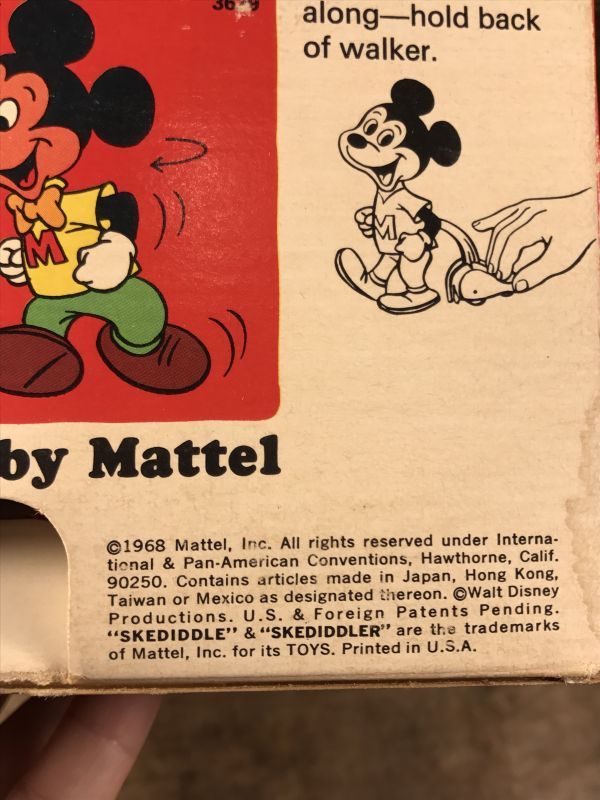 along—hold back
of walker.
M
M
by Mattel
©1968 Mattel, Inc. All rights reserved under Interna-
tional & Pan-American Conventions, Hawthorne, Calif.
90250. Contains articles made in Japan, Hong Kong,
Taiwan or Mexico as designated thereon. ©Walt Disney
Productions. U.S. & Foreign Patents Pending.
“SKEDIDDLE” & “SKEDIDDLER” are the trademarks
of Mattel, Inc. for its TOYS. Printed in U.S.A.